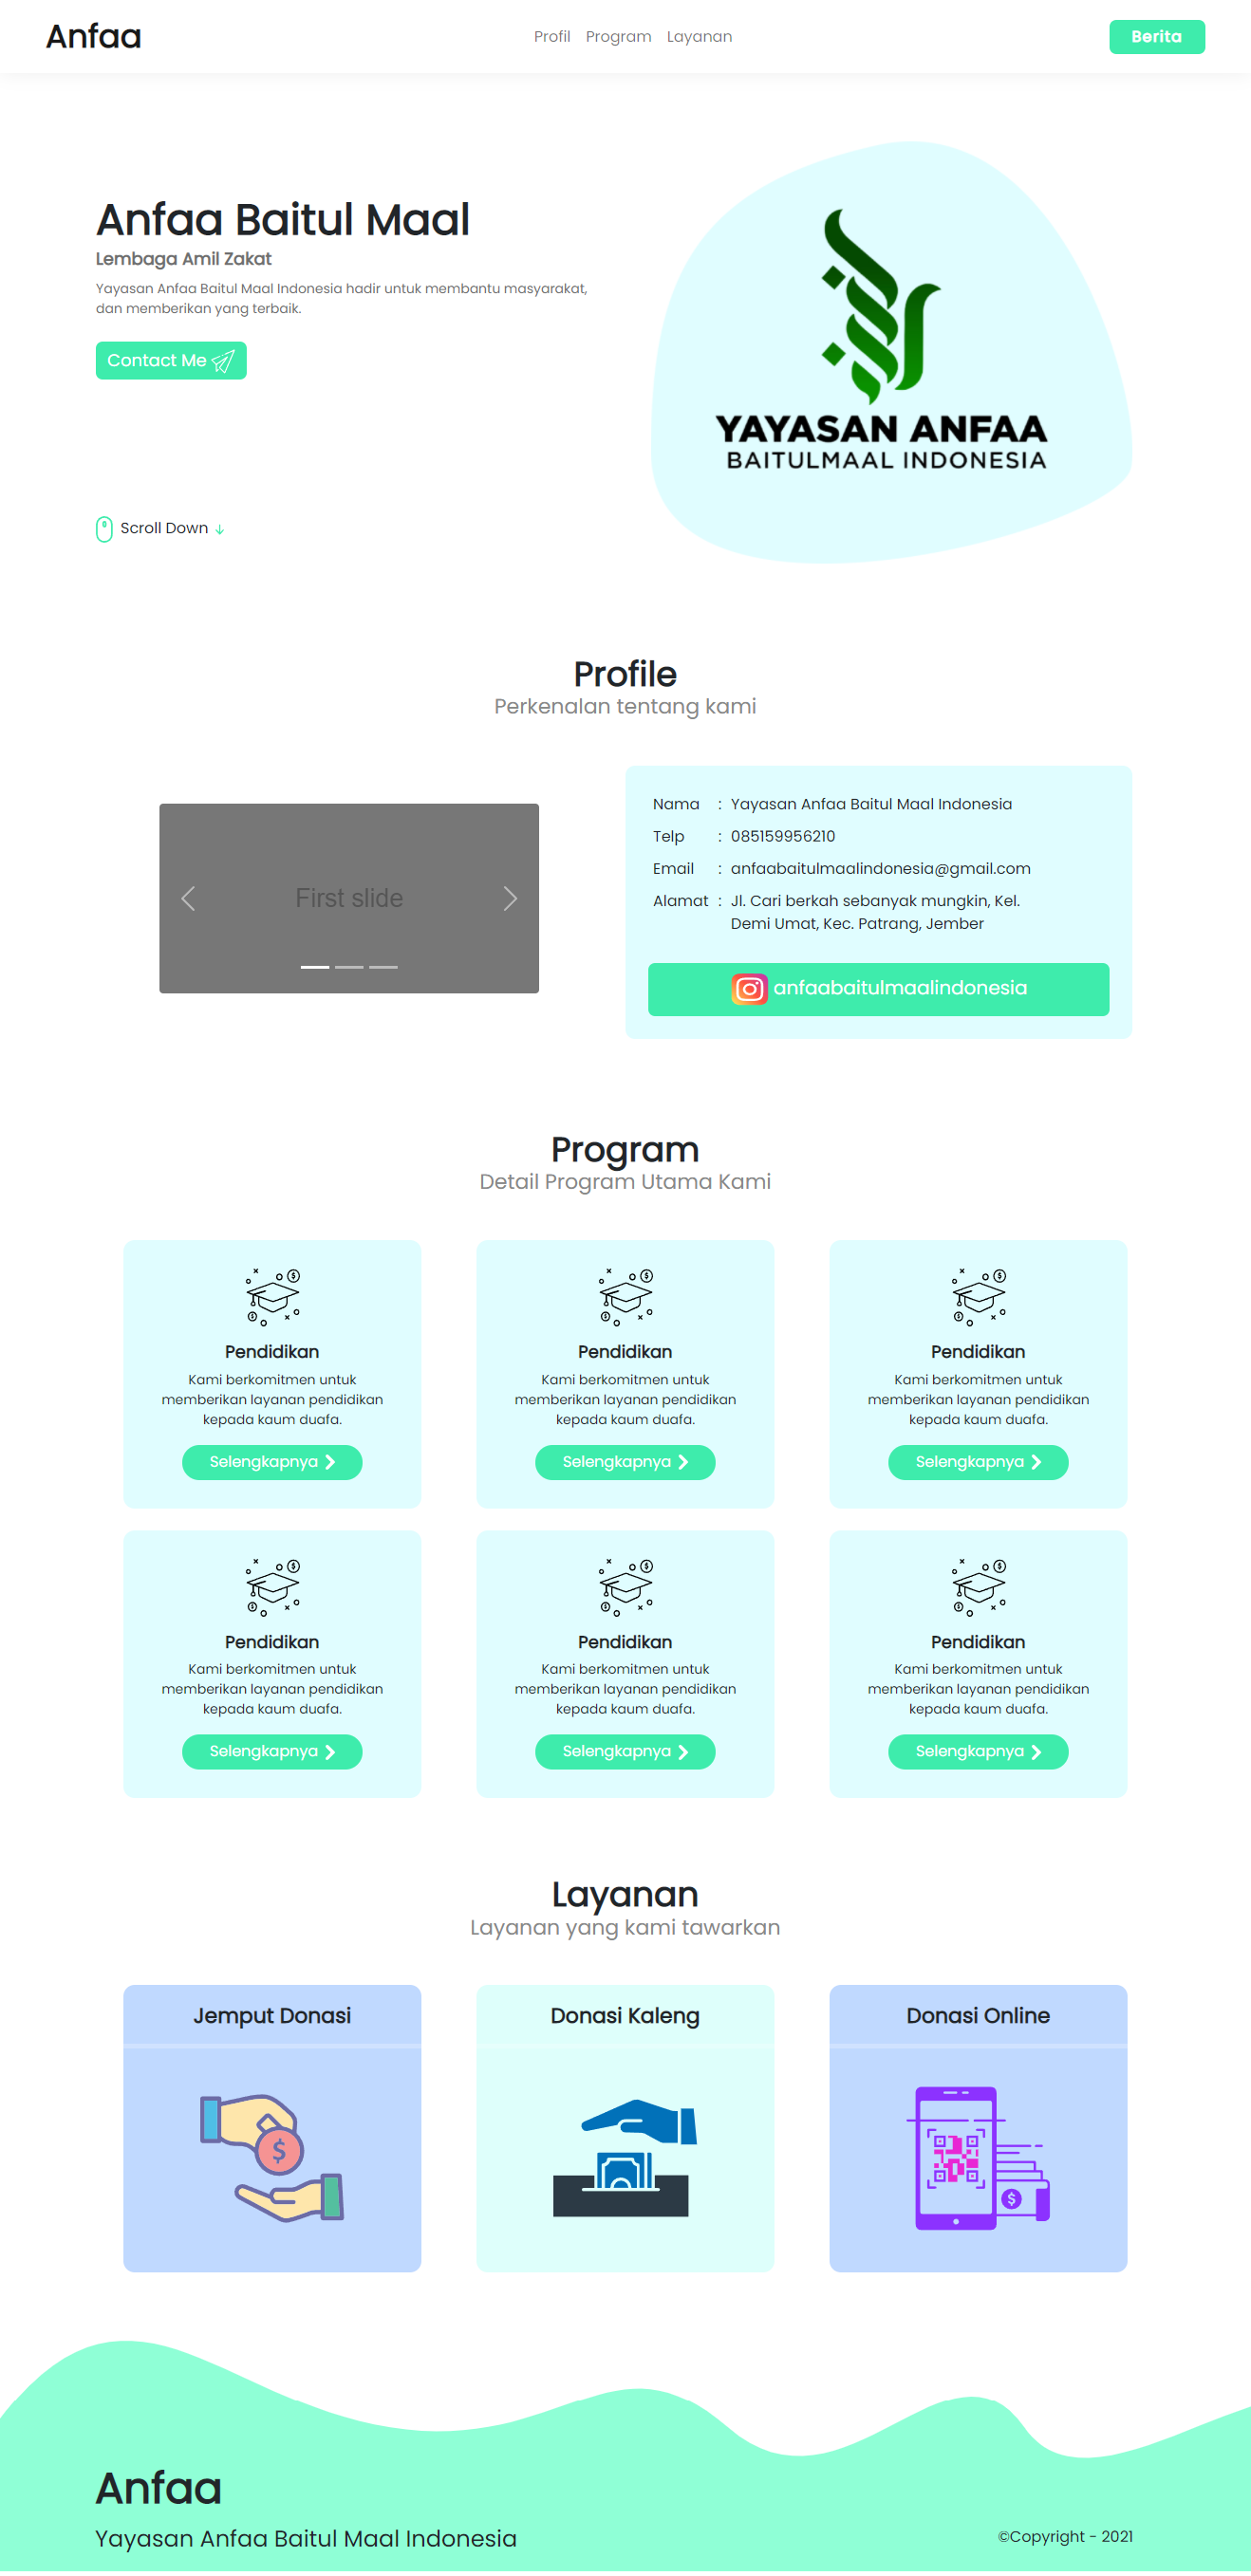 Anfaa
Profil Program Layanan
Berita
Anfaa Baitul Maal
Lembaga Amil Zakat
Yayasan Anfaa Baitul Maal Indonesia hadir untuk membantu masyarakat,
dan memberikan yang terbaik.
Contact Me
Scroll Down ↓
YAYASAN ANFAA
BAITULMAAL INDONESIA
Profile
Perkenalan tentang kami
First slide
Nama : Yayasan Anfaa Baitul Maal Indonesia
Telp : 085159956210
Email : anfaabaitulmaalindonesia@gmail.com
Alamat : Jl. Cari berkah sebanyak mungkin, Kel.
Demi Umat, Kec. Patrang, Jember
anfaabaitulmaalindonesia
Program
Detail Program Utama Kami
Pendidikan
Kami berkomitmen untuk
memberikan layanan pendidikan
kepada kaum duafa.
Selengkapnya
Pendidikan
Kami berkomitmen untuk
memberikan layanan pendidikan
kepada kaum duafa.
Selengkapnya
Pendidikan
Kami berkomitmen untuk
memberikan layanan pendidikan
kepada kaum duafa.
Selengkapnya
Pendidikan
Kami berkomitmen untuk
memberikan layanan pendidikan
kepada kaum duafa.
Selengkapnya
Pendidikan
Kami berkomitmen untuk
memberikan layanan pendidikan
kepada kaum duafa.
Selengkapnya
Pendidikan
Kami berkomitmen untuk
memberikan layanan pendidikan
kepada kaum duafa.
Selengkapnya
Layanan
Layanan yang kami tawarkan
Jemput Donasi
Donasi Kaleng
Donasi Online
Anfaa
Yayasan Anfaa Baitul Maal Indonesia
©Copyright - 2021